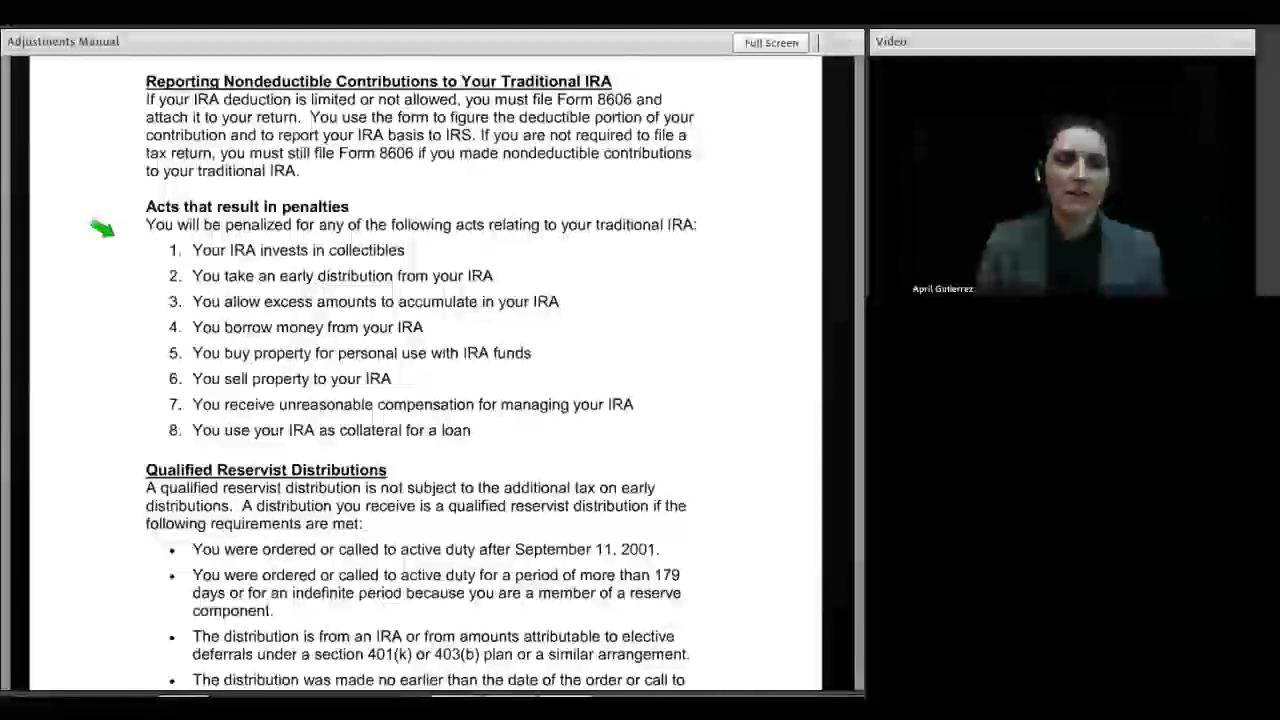 Adjustments Manual
Full Screen
Video
Reporting Nondeductible Contributions to Your Traditional IRA
If your IRA deduction is limited or not allowed, you must file Form 8606 and
attach it to your return.  You use the form to figure the deductible portion of your
contribution and to report your IRA basis to IRS. If you are not required to file a
tax return, you must still file Form 8606 if you made nondeductible contributions
to your traditional IRA.
Acts that result in penalties
You will be penalized for any of the following acts relating to your traditional IRA:
1. Your IRA invests in collectibles
2. You take an early distribution from your IRA
3. You allow excess amounts to accumulate in your IRA
4. You borrow money from your IRA
5. You buy property for personal use with IRA funds
6. You sell property to your IRA
7. You receive unreasonable compensation for managing your IRA
8. You use your IRA as collateral for a loan
Qualified Reservist Distributions
A qualified reservist distribution is not subject to the additional tax on early
distributions.  A distribution you receive is a qualified reservist distribution if the
following requirements are met:
• You were ordered or called to active duty after September 11, 2001.
• You were ordered or called to active duty for a period of more than 179
days or for an indefinite period because you are a member of a reserve
component.
• The distribution is from an IRA or from amounts attributable to elective
deferrals under a section 401(k) or 403(b) plan or a similar arrangement.
• The distribution was made no earlier than the date of the order or call to
April Gutierrez